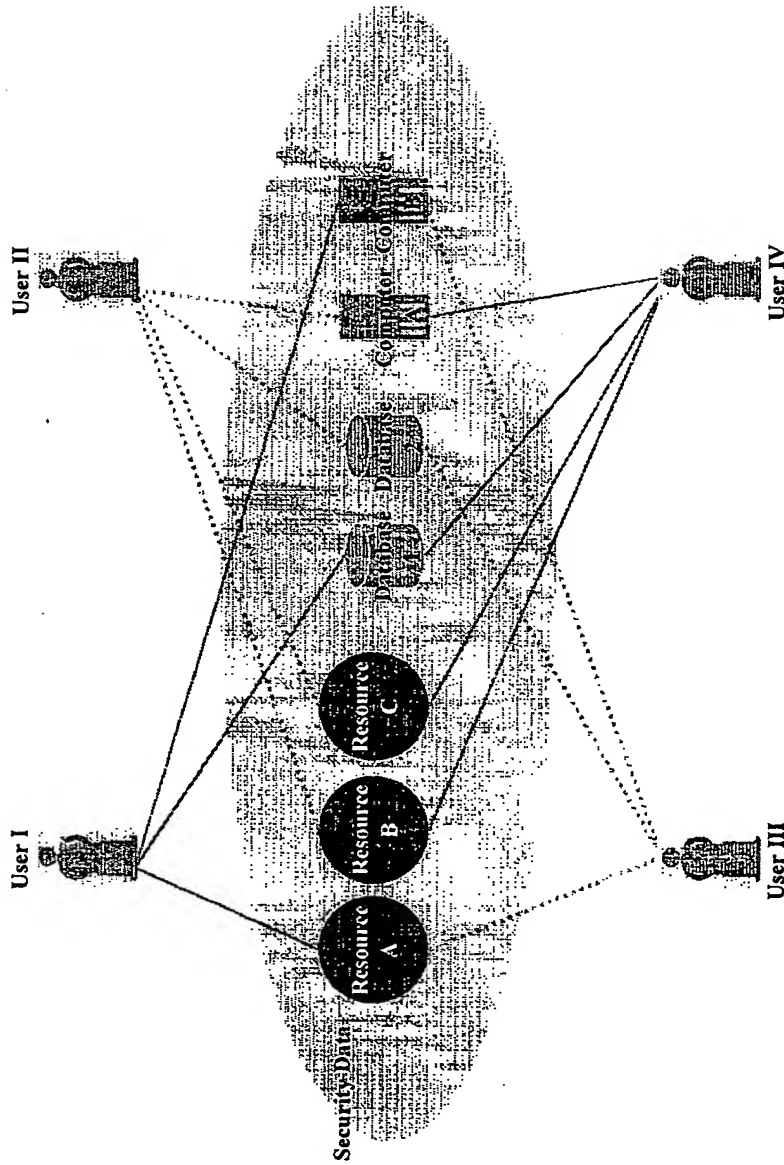 User I
User II
Security Data
Resource
A
Resource
B
Resource
C
Database
Database
Computer
Computer
User III
User IV